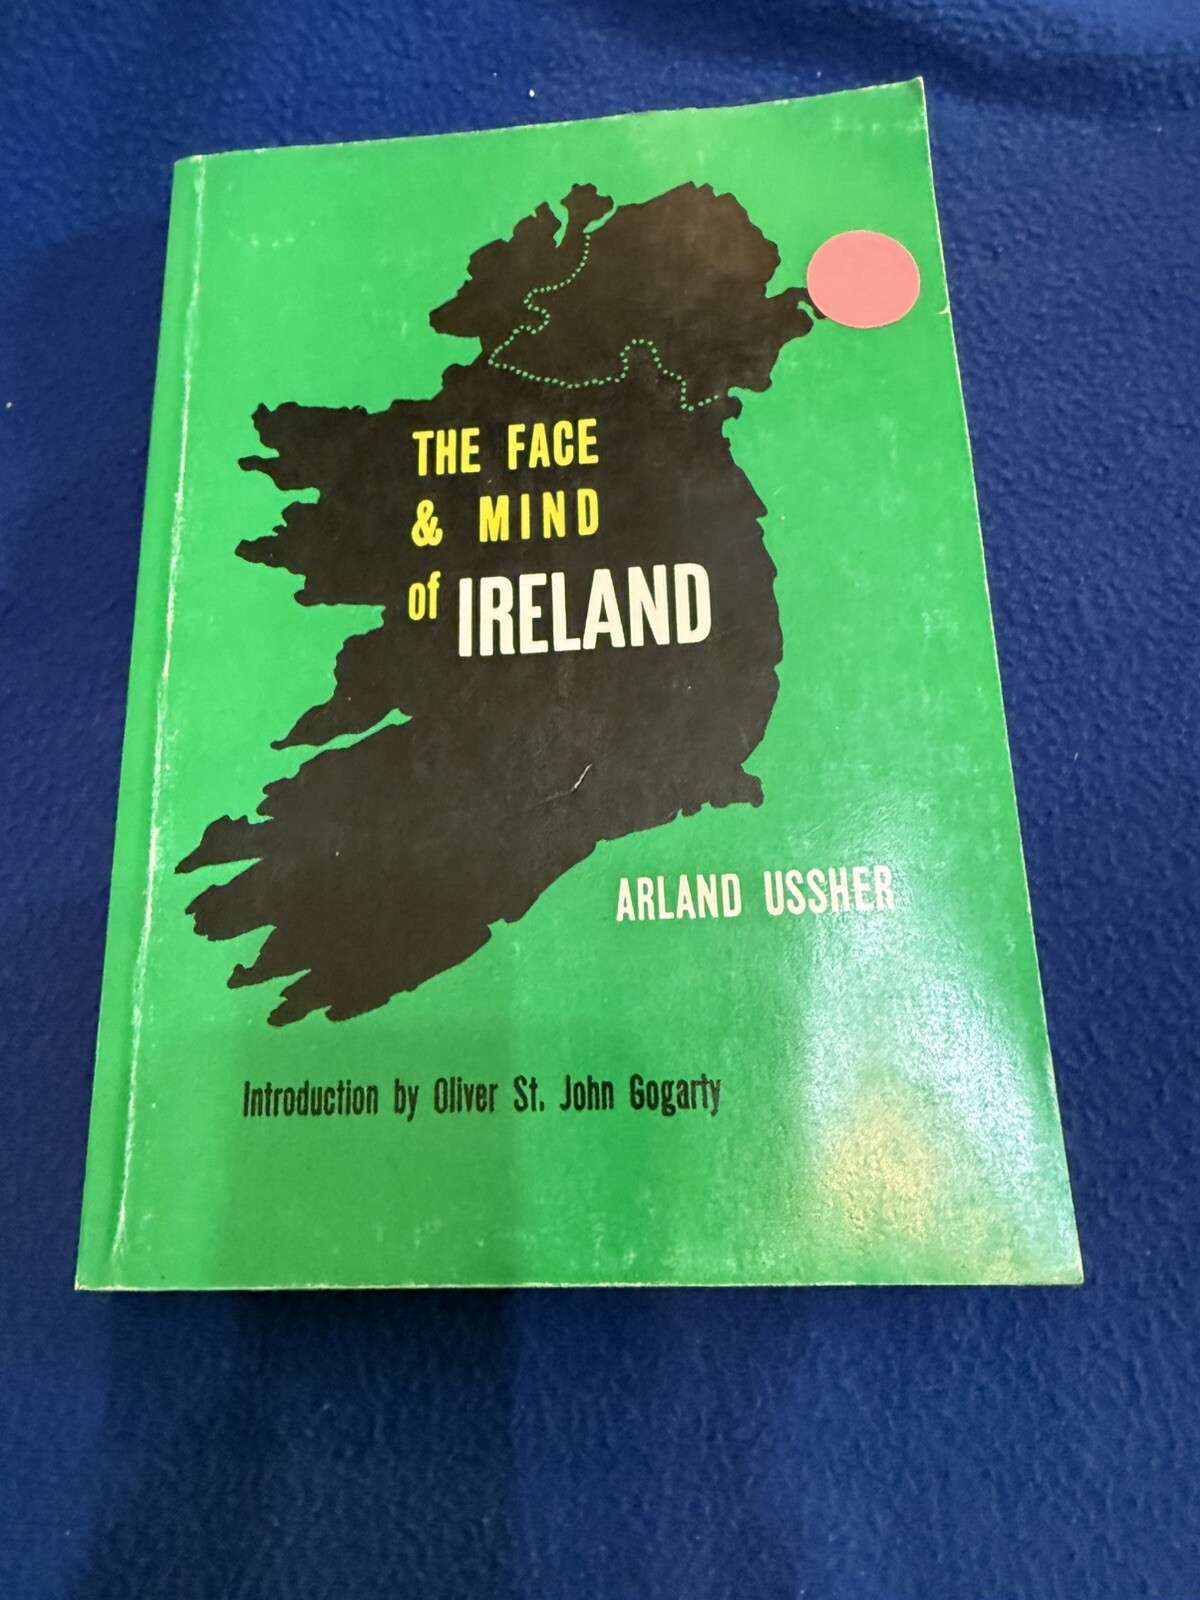 THE FACE
& MIND
of IRELAND
ARLAND USSHER
Introduction by Oliver St. John Gogarty